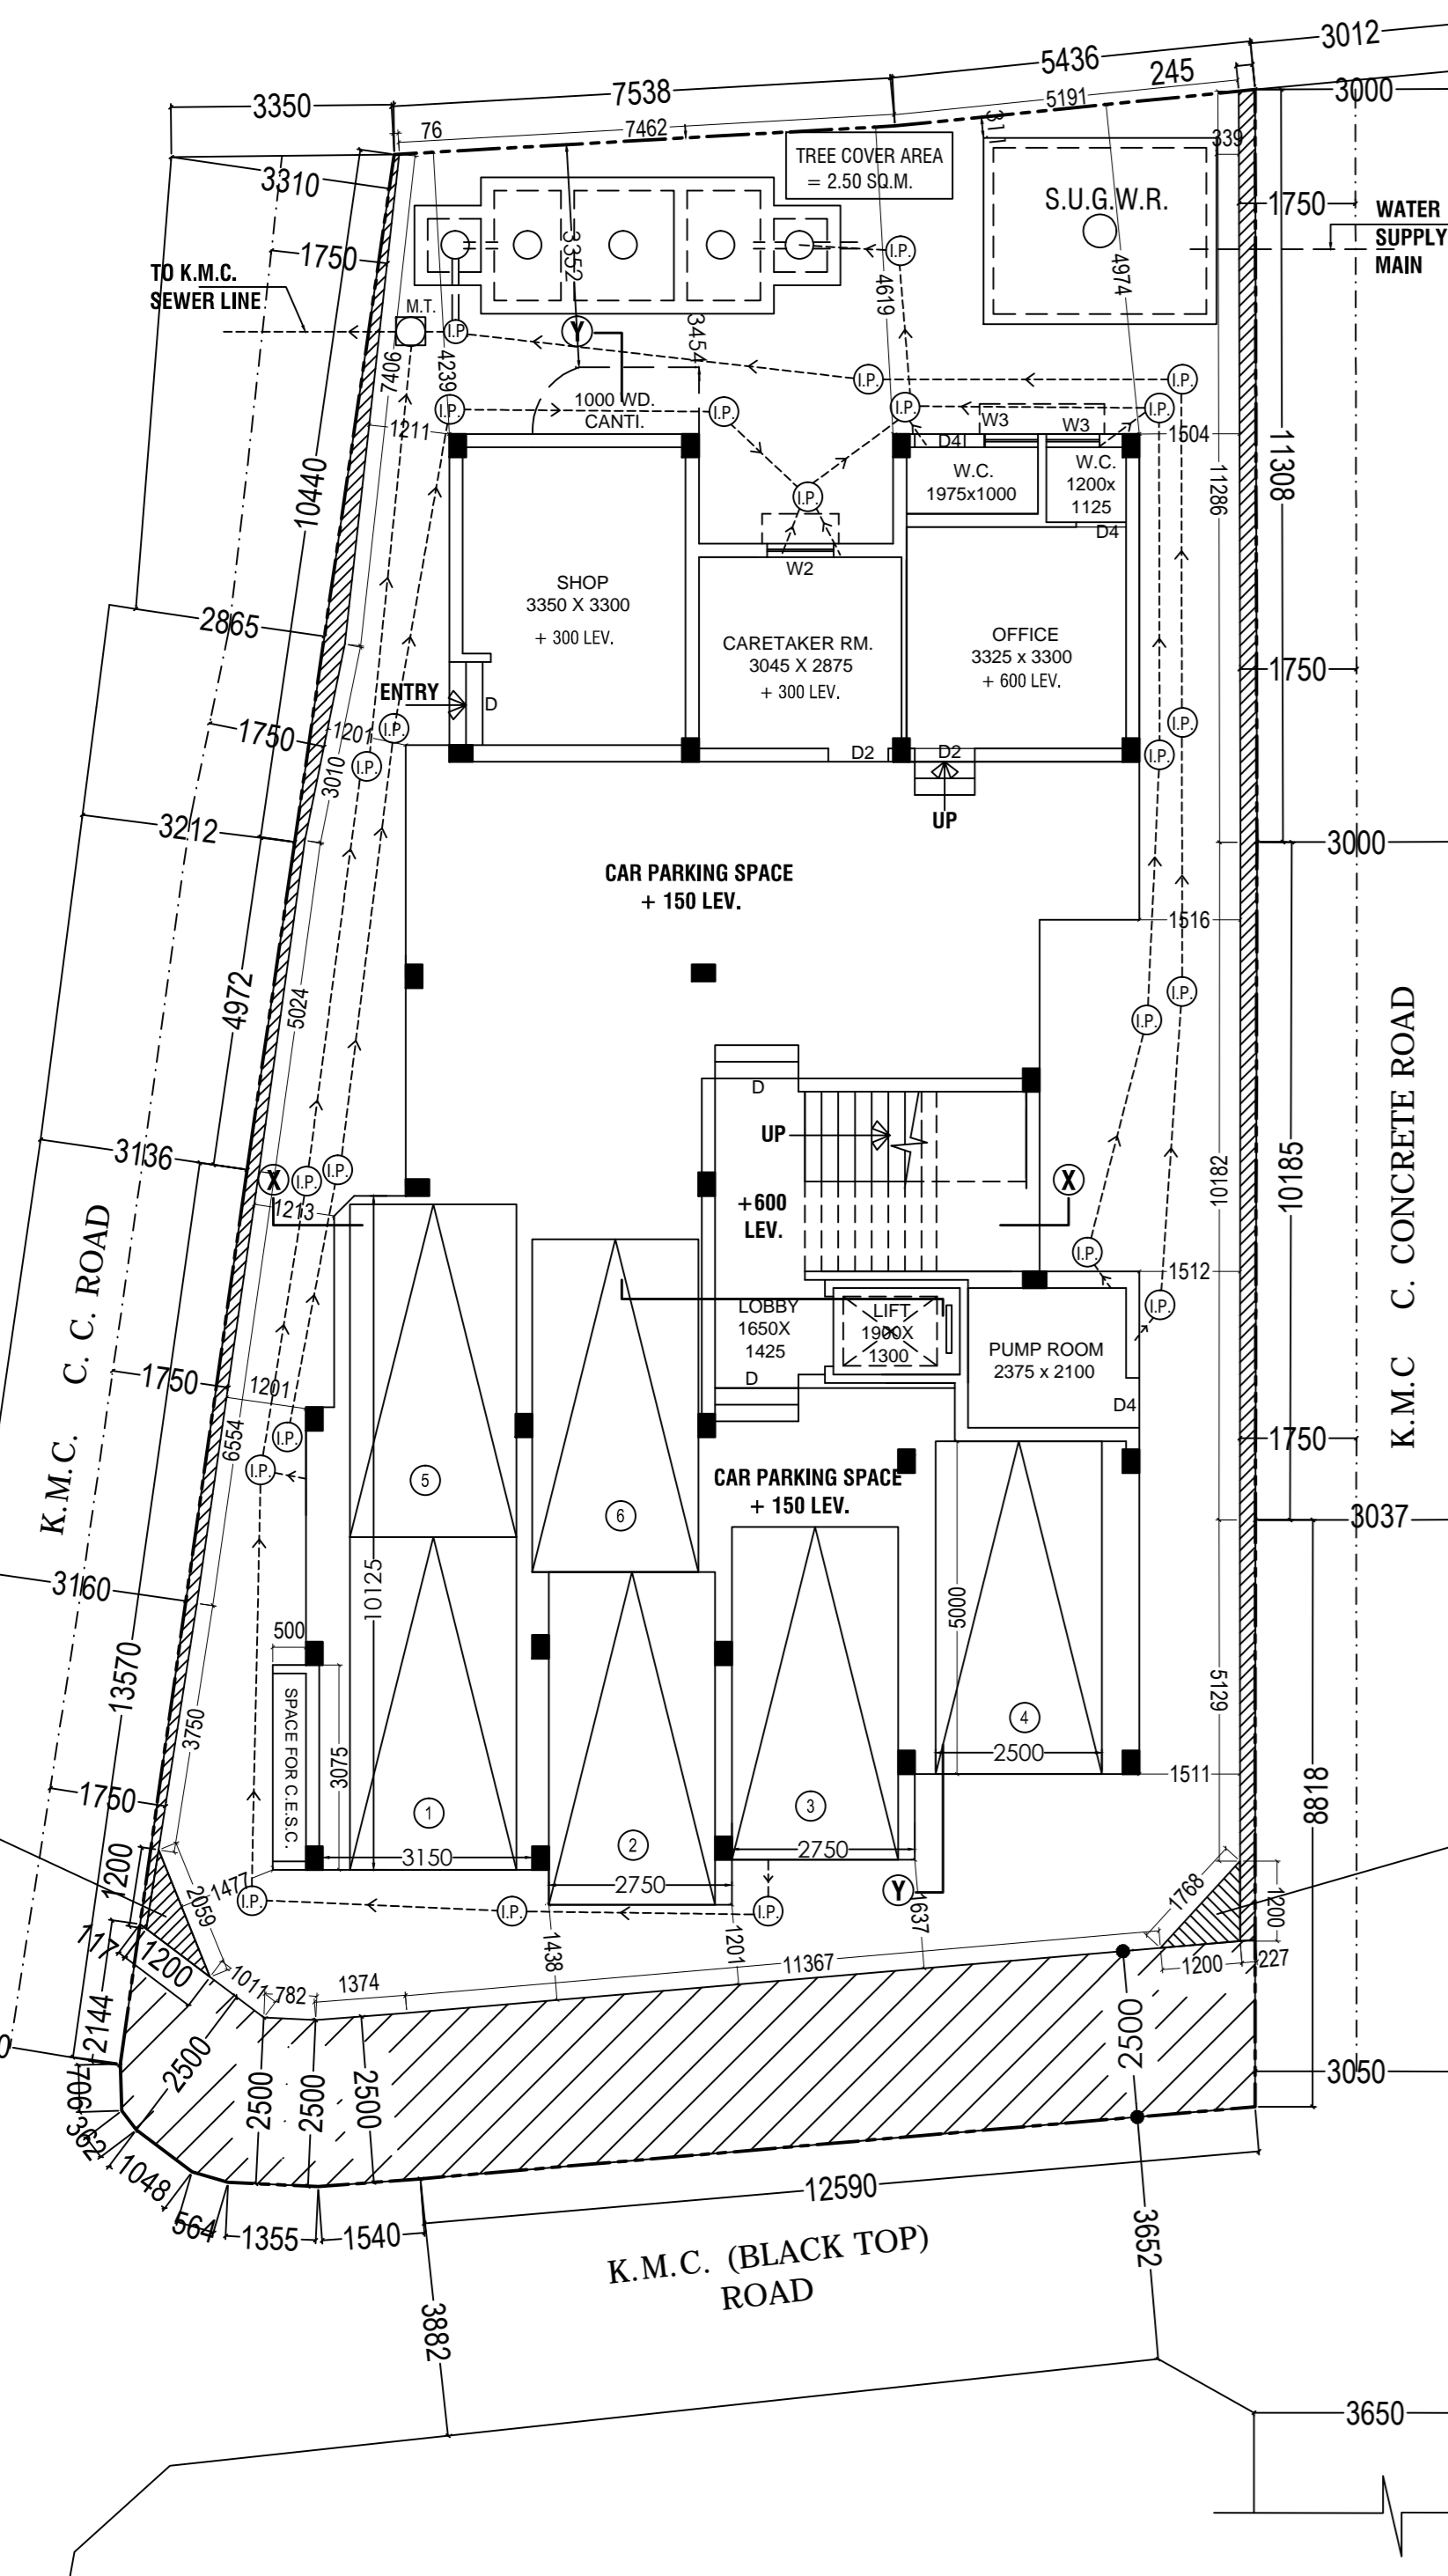 3012
5436
245
7538
3350
5191
3000
76
7462
311
339
TREE COVER AREA
= 2.50 SQ.M.
3310
S.U.G.W.R.
1750
WATER
SUPPLY
MAIN
I.P.
3352
1750
4619
4974
TO K.M.C.
SEWER LINE
M.T.
I.P.
Y
3454
7406
4239
I.P.
I.P.
1000 WD.
CANTI.
I.P.
I.P.
I.P.
I.P.
W3
W3
1211
D4
1504
11308
10440
W.C.
1975x1000
W.C.
1200x
1125
11286
I.P.
D4
W2
SHOP
3350 X 3300
+ 300 LEV.
2865
CARETAKER RM.
3045 X 2875
+ 300 LEV.
OFFICE
3325 x 3300
+ 600 LEV.
1750
ENTRY
D
1750
1201
I.P.
I.P.
I.P.
I.P.
D2
D2
3010
3212
UP
3000
CAR PARKING SPACE
+ 150 LEV.
1516
4972
5024
I.P.
I.P.
K.M.C C. CONCRETE ROAD
D
UP
3136
X
I.P.
I.P.
X
10182
10185
1213
+600
LEV.
K.M.C. C. C. ROAD
I.P.
1512
I.P.
LOBBY
1650X
1425
LIFT
1900X
1300
PUMP ROOM
2375 x 2100
1750
1201
D
D4
6554
I.P.
I.P.
1750
5
CAR PARKING SPACE
+ 150 LEV.
6
3037
3160
10125
5000
500
13570
SPACE FOR C.E.S.C.
3750
3075
5129
4
2500
1750
1511
8818
1
3
2
3150
2750
2750
1200
1477
2059
I.P.
I.P.
I.P.
Y
1637
1768
1200
717
1200
1438
1201
11367
1200
227
1011
782
1374
2144
2500
2500
2500
2500
2500
3050
706
362
1048
564
1355
1540
12590
K.M.C. (BLACK TOP)
ROAD
3652
3882
3650